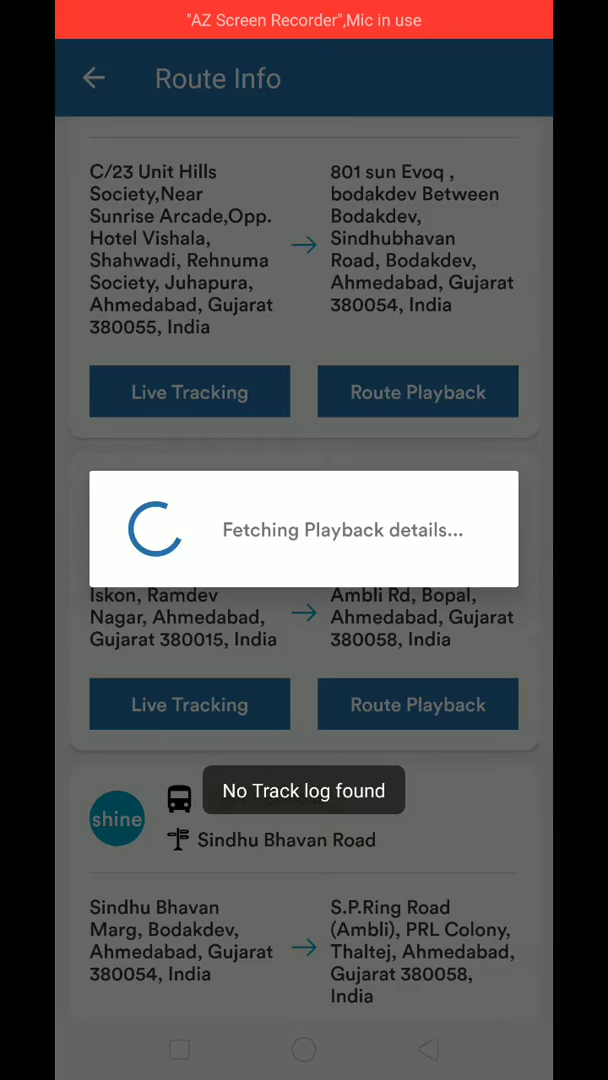 "AZ Screen Recorder",Mic in use
Route Info
C/23 Unit Hills
Society,Near
Sunrise Arcade,Opp.
Hotel Vishala,
Shahwadi, Rehnuma
Society, Juhapura,
Ahmedabad, Gujarat
380055, India
801 sun Evoq ,
bodakdev Between
Bodakdev,
Sindhubhavan
Road, Bodakdev,
Ahmedabad, Gujarat
380054, India
Live Tracking
Route Playback
Fetching Playback details...
Iskon, Ramdev
Nagar, Ahmedabad,
Gujarat 380015, India
Ambli Rd, Bopal,
Ahmedabad, Gujarat
380058, India
Live Tracking
Route Playback
No Track log found
shine
Sindhu Bhavan Road
Sindhu Bhavan
Marg, Bodakdev,
Ahmedabad, Gujarat
380054, India
S.P.Ring Road
(Ambli), PRL Colony,
Thaltej, Ahmedabad,
Gujarat 380058,
India